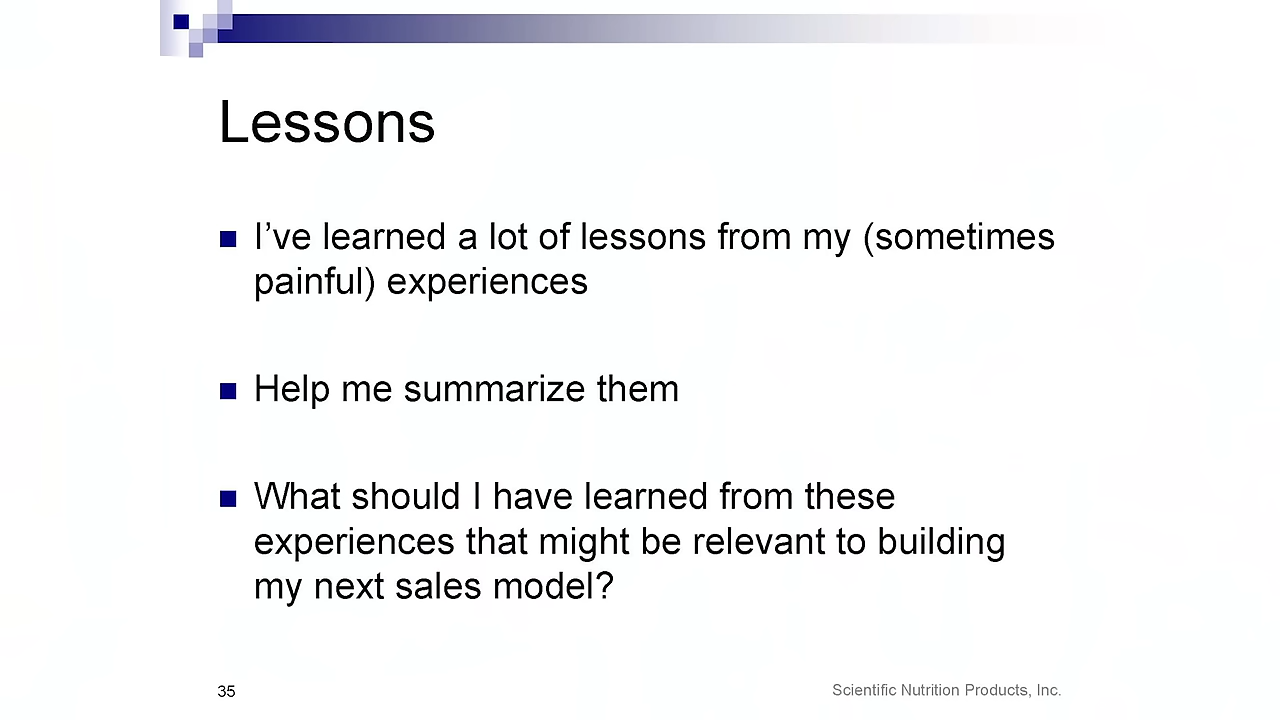 Lessons
I’ve learned a lot of lessons from my (sometimes
painful) experiences
Help me summarize them
What should I have learned from these
experiences that might be relevant to building
my next sales model?
35
Scientific Nutrition Products, Inc.